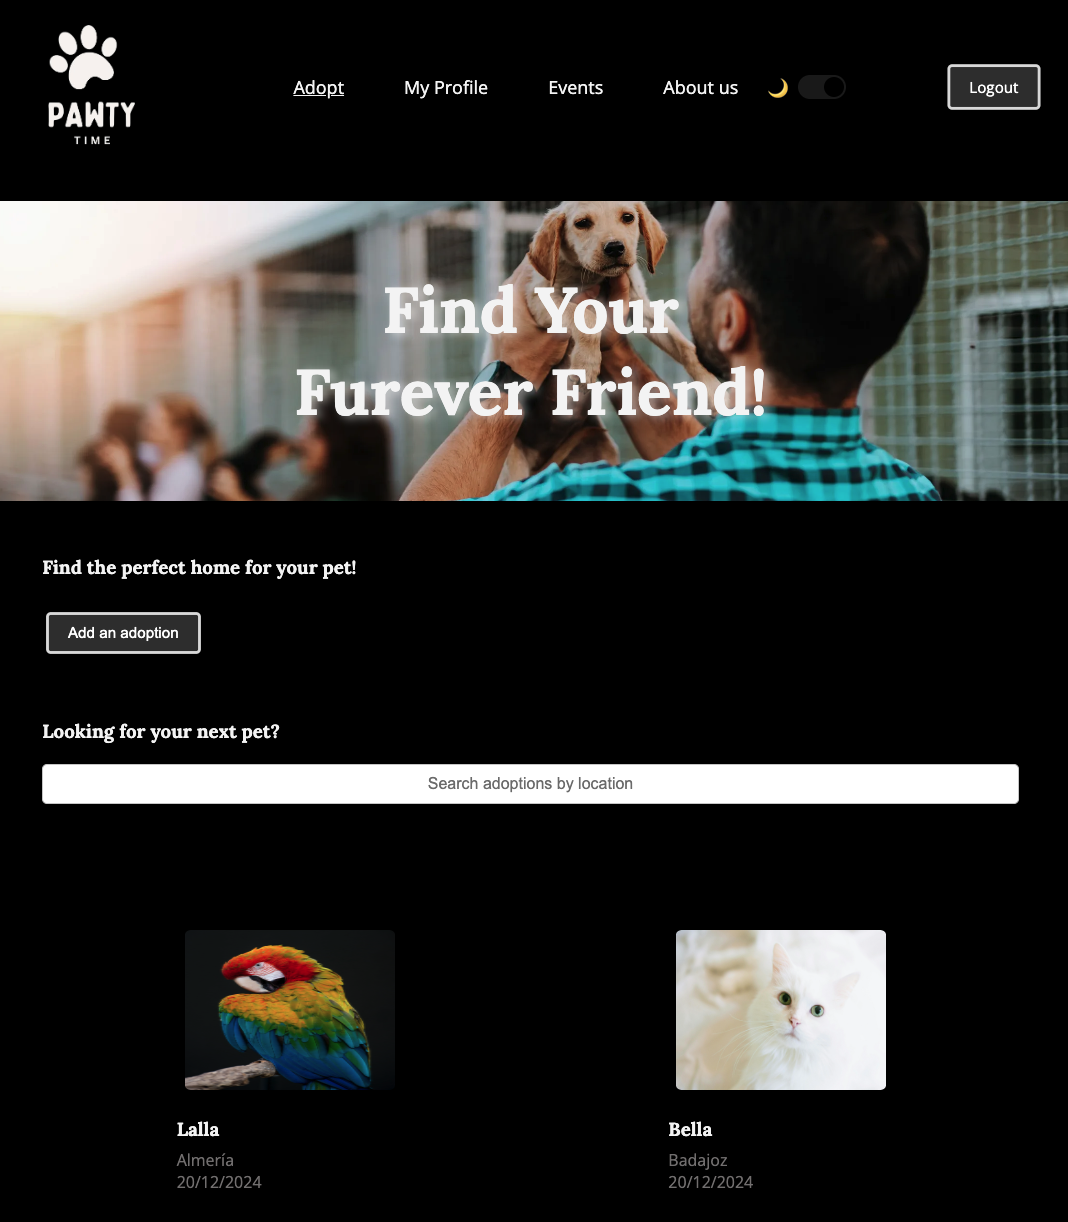 PAWTY
TIME
Adopt
My Profile
Events
About us
Logout
Find Your
Furever Friend!
Find the perfect home for your pet!
Add an adoption
Looking for your next pet?
Search adoptions by location
Lalla
Almería
20/12/2024
Bella
Badajoz
20/12/2024